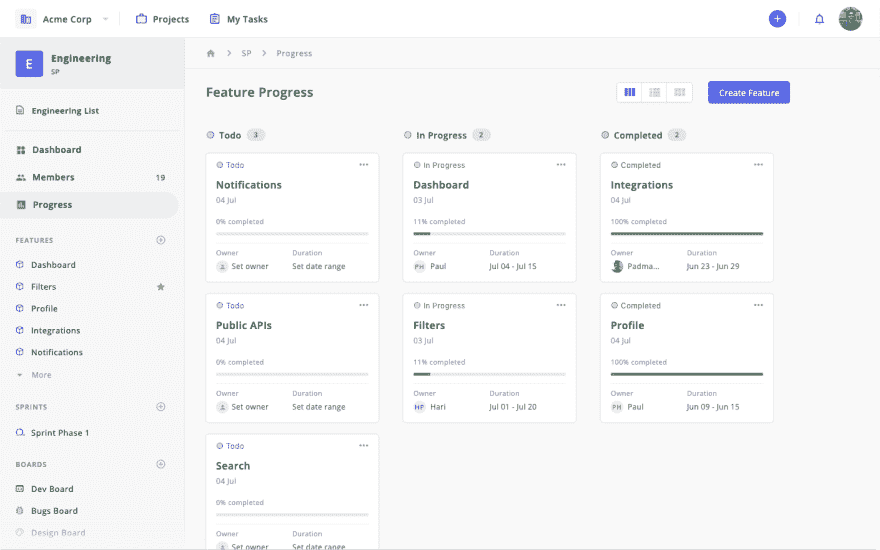 Acme Corp
Projects
My Tasks
E
Engineering
SP
Engineering List
Dashboard
Members 19
Progress
FEATURES
Dashboard
Filters
Profile
Integrations
Notifications
More
SPRINTS
Sprint Phase 1
BOARDS
Dev Board
Bugs Board
Design Board
SP
Progress
Feature Progress
Create Feature
Todo 3
Todo
Notifications
04 Jul
0% completed
Owner Duration
Set owner Set date range
Todo
Public APIs
04 Jul
0% completed
Owner Duration
Set owner Set date range
Todo
Search
04 Jul
0% completed
Owner Duration
Set owner Set date range
In Progress 2
In Progress
Dashboard
03 Jul
11% completed
Owner Duration
PH Paul Jul 04 - Jul 15
In Progress
Filters
03 Jul
11% completed
Owner Duration
HP Hari Jul 01 - Jul 20
Completed 2
Completed
Integrations
04 Jul
100% completed
Owner Duration
Padma... Jun 23 - Jun 29
Completed
Profile
04 Jul
100% completed
Owner Duration
PH Paul Jun 09 - Jun 15